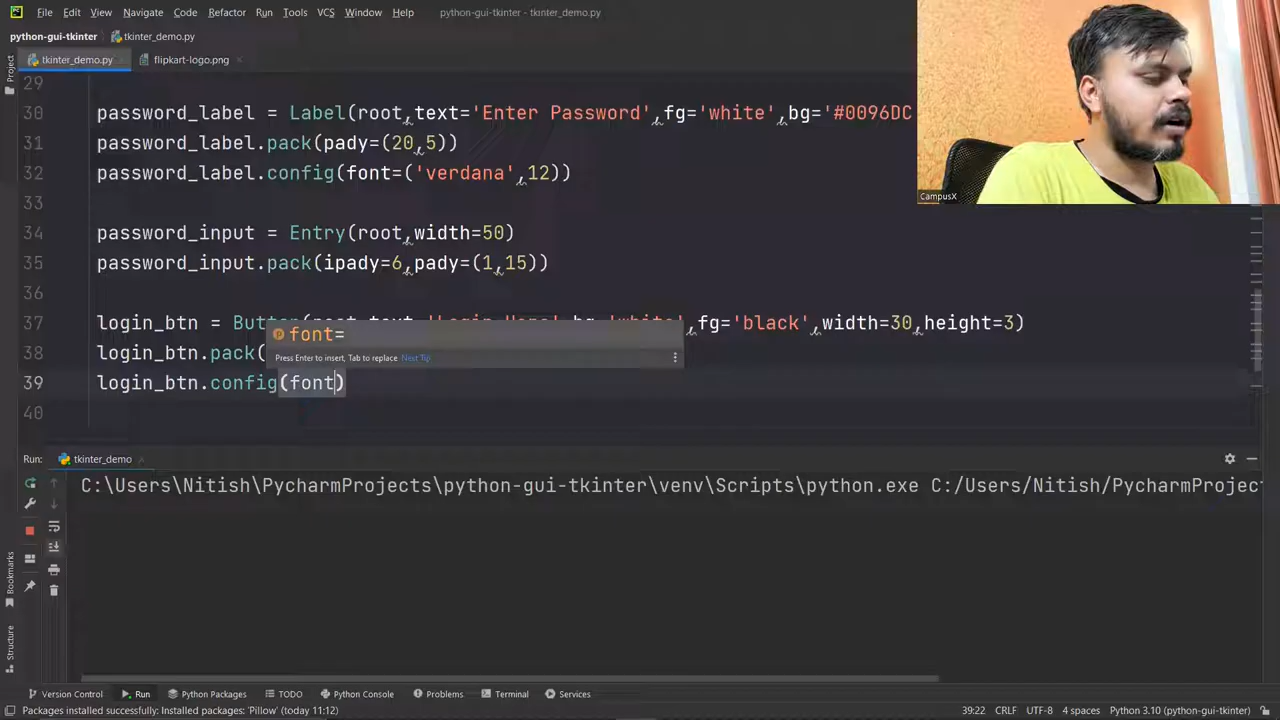 File Edit View Navigate Code Refactor Run Tools VCS Window Help python-gui-tkinter - tkinter_demo.py
python-gui-tkinter tkinter_demo.py
tkinter_demo.py flipkart-logo.png
Project
29
30 password_label = Label(root,text='Enter Password',fg='white',bg='#0096DC
31 password_label.pack(pady=(20,5))
32 password_label.config(font=('verdana',12))
33
34 password_input = Entry(root,width=50)
35 password_input.pack(ipady=6,pady=(1,15))
36
37 login_btn = fg='black',width=30,height=3)
font=
38 login_btn.pack(
Press Enter to insert, Tab to replace Next Tip
39 login_btn.config(font)
40
CampusX
Run: tkinter_demo
C:\Users\Nitish\PycharmProjects\python-gui-tkinter\venv\Scripts\python.exe C:/Users/Nitish/PycharmProjec
Bookmarks
Structure
Version Control Run Python Packages TODO Python Console Problems Terminal Services
Packages installed successfully: Installed packages: 'Pillow' (today 11:12) 39:22 CRLF UTF-8 4 spaces Python 3.10 (python-gui-tkinter)